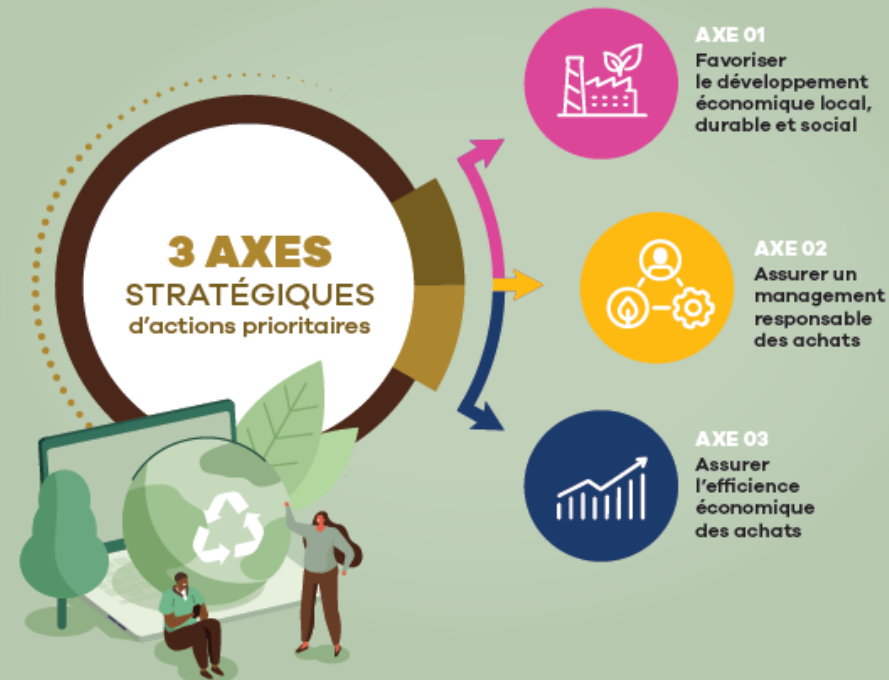 3 AXES
STRATÉGIQUES
d’actions prioritaires
AXE 01
Favoriser
le développement
économique local,
durable et social
AXE 02
Assurer un
management
responsable
des achats
AXE 03
Assurer
l’efficience
économique
des achats